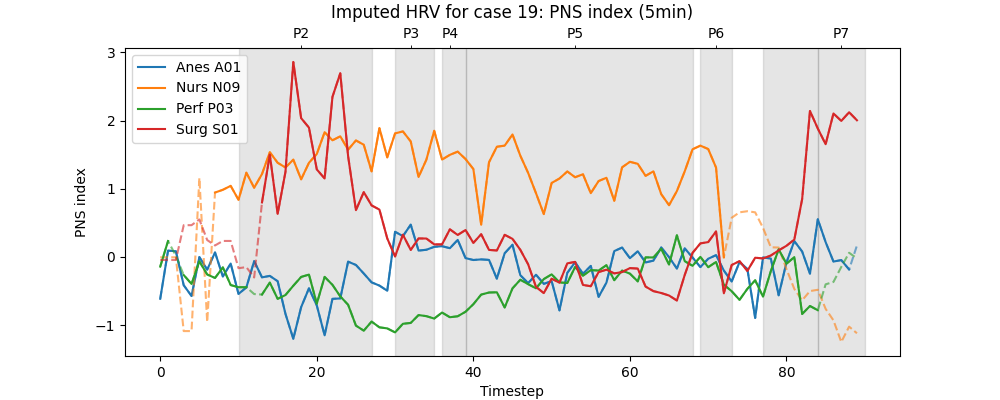 Imputed HRV for case 19: PNS index (5min)
P2 P3 P4 P5 P6 P7
Anes A01
Nurs N09
Perf P03
Surg S01
PNS index
3
2
1
0
−1
0 20 40 60 80
Timestep